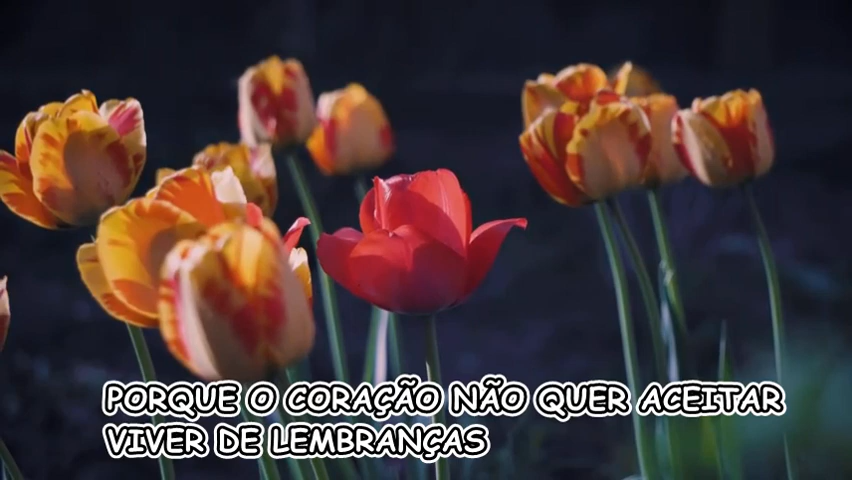 PORQUE O CORAÇÃO NÃO QUER ACEITAR
VIVER DE LEMBRANÇAS